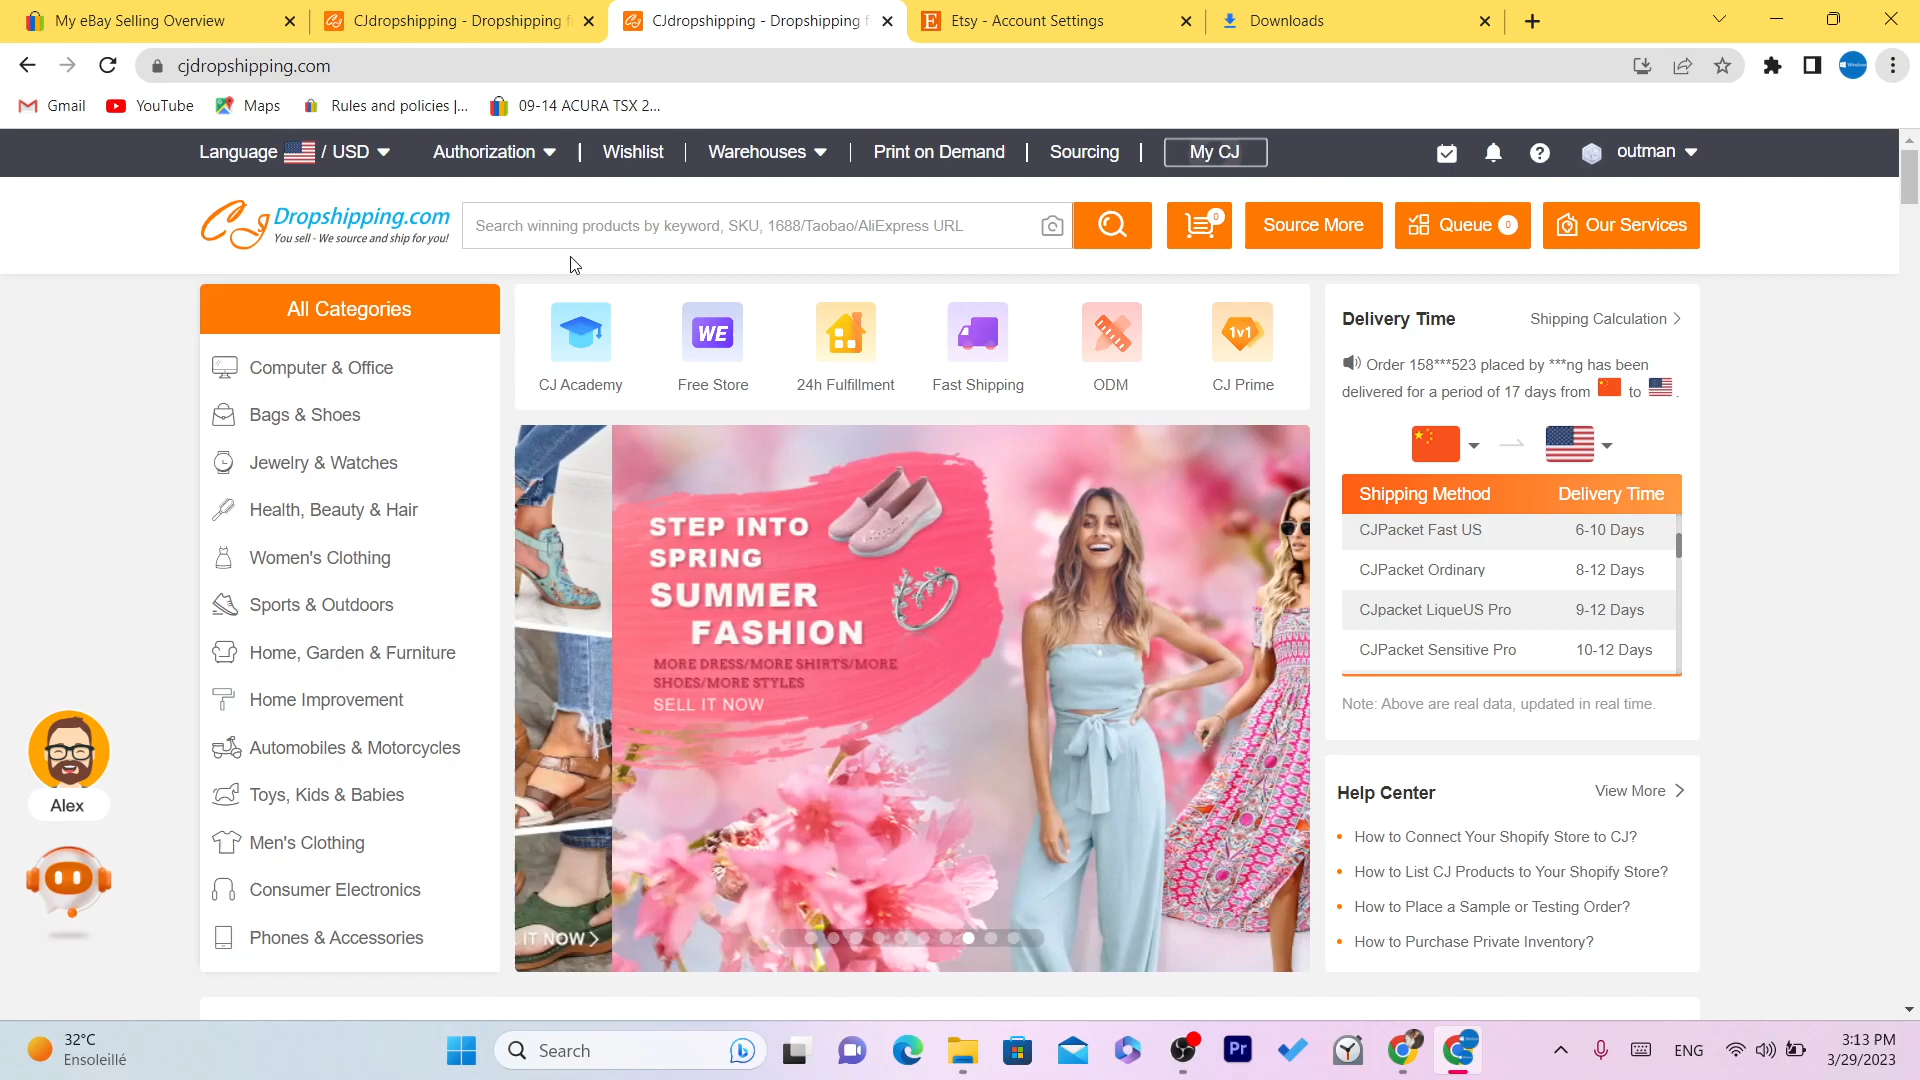 My eBay Selling Overview
CJdropshipping - Dropshipping f
CJdropshipping - Dropshipping f
Etsy - Account Settings
Downloads
cjdropshipping.com
Gmail
YouTube
Maps
Rules and policies |...
09-14 ACURA TSX 2...
Language / USD
Authorization
Wishlist
Warehouses
Print on Demand
Sourcing
My CJ
outman
CJ Dropshipping.com
You sell - We source and ship for you!
Search winning products by keyword, SKU, 1688/Taobao/AliExpress URL
0
Source More
Queue 0
Our Services
All Categories
Computer & Office
Bags & Shoes
Jewelry & Watches
Health, Beauty & Hair
Women's Clothing
Sports & Outdoors
Home, Garden & Furniture
Home Improvement
Automobiles & Motorcycles
Toys, Kids & Babies
Men's Clothing
Consumer Electronics
Phones & Accessories
Alex
WE
1v1
CJ Academy
Free Store
24h Fulfillment
Fast Shipping
ODM
CJ Prime
STEP INTO
SPRING
SUMMER
FASHION
MORE DRESS/MORE SHIRTS/MORE
SHOES/MORE STYLES
SELL IT NOW
IT NOW
Delivery Time
Shipping Calculation
Order 158***523 placed by ***ng has been
delivered for a period of 17 days from to .
Shipping Method Delivery Time
CJPacket Fast US 6-10 Days
CJPacket Ordinary 8-12 Days
CJpacket LiqueUS Pro 9-12 Days
CJPacket Sensitive Pro 10-12 Days
Note: Above are real data, updated in real time.
Help Center
View More
How to Connect Your Shopify Store to CJ?
How to List CJ Products to Your Shopify Store?
How to Place a Sample or Testing Order?
How to Purchase Private Inventory?
32°C
Ensoleillé
Search
Pr
ENG
3:13 PM
3/29/2023